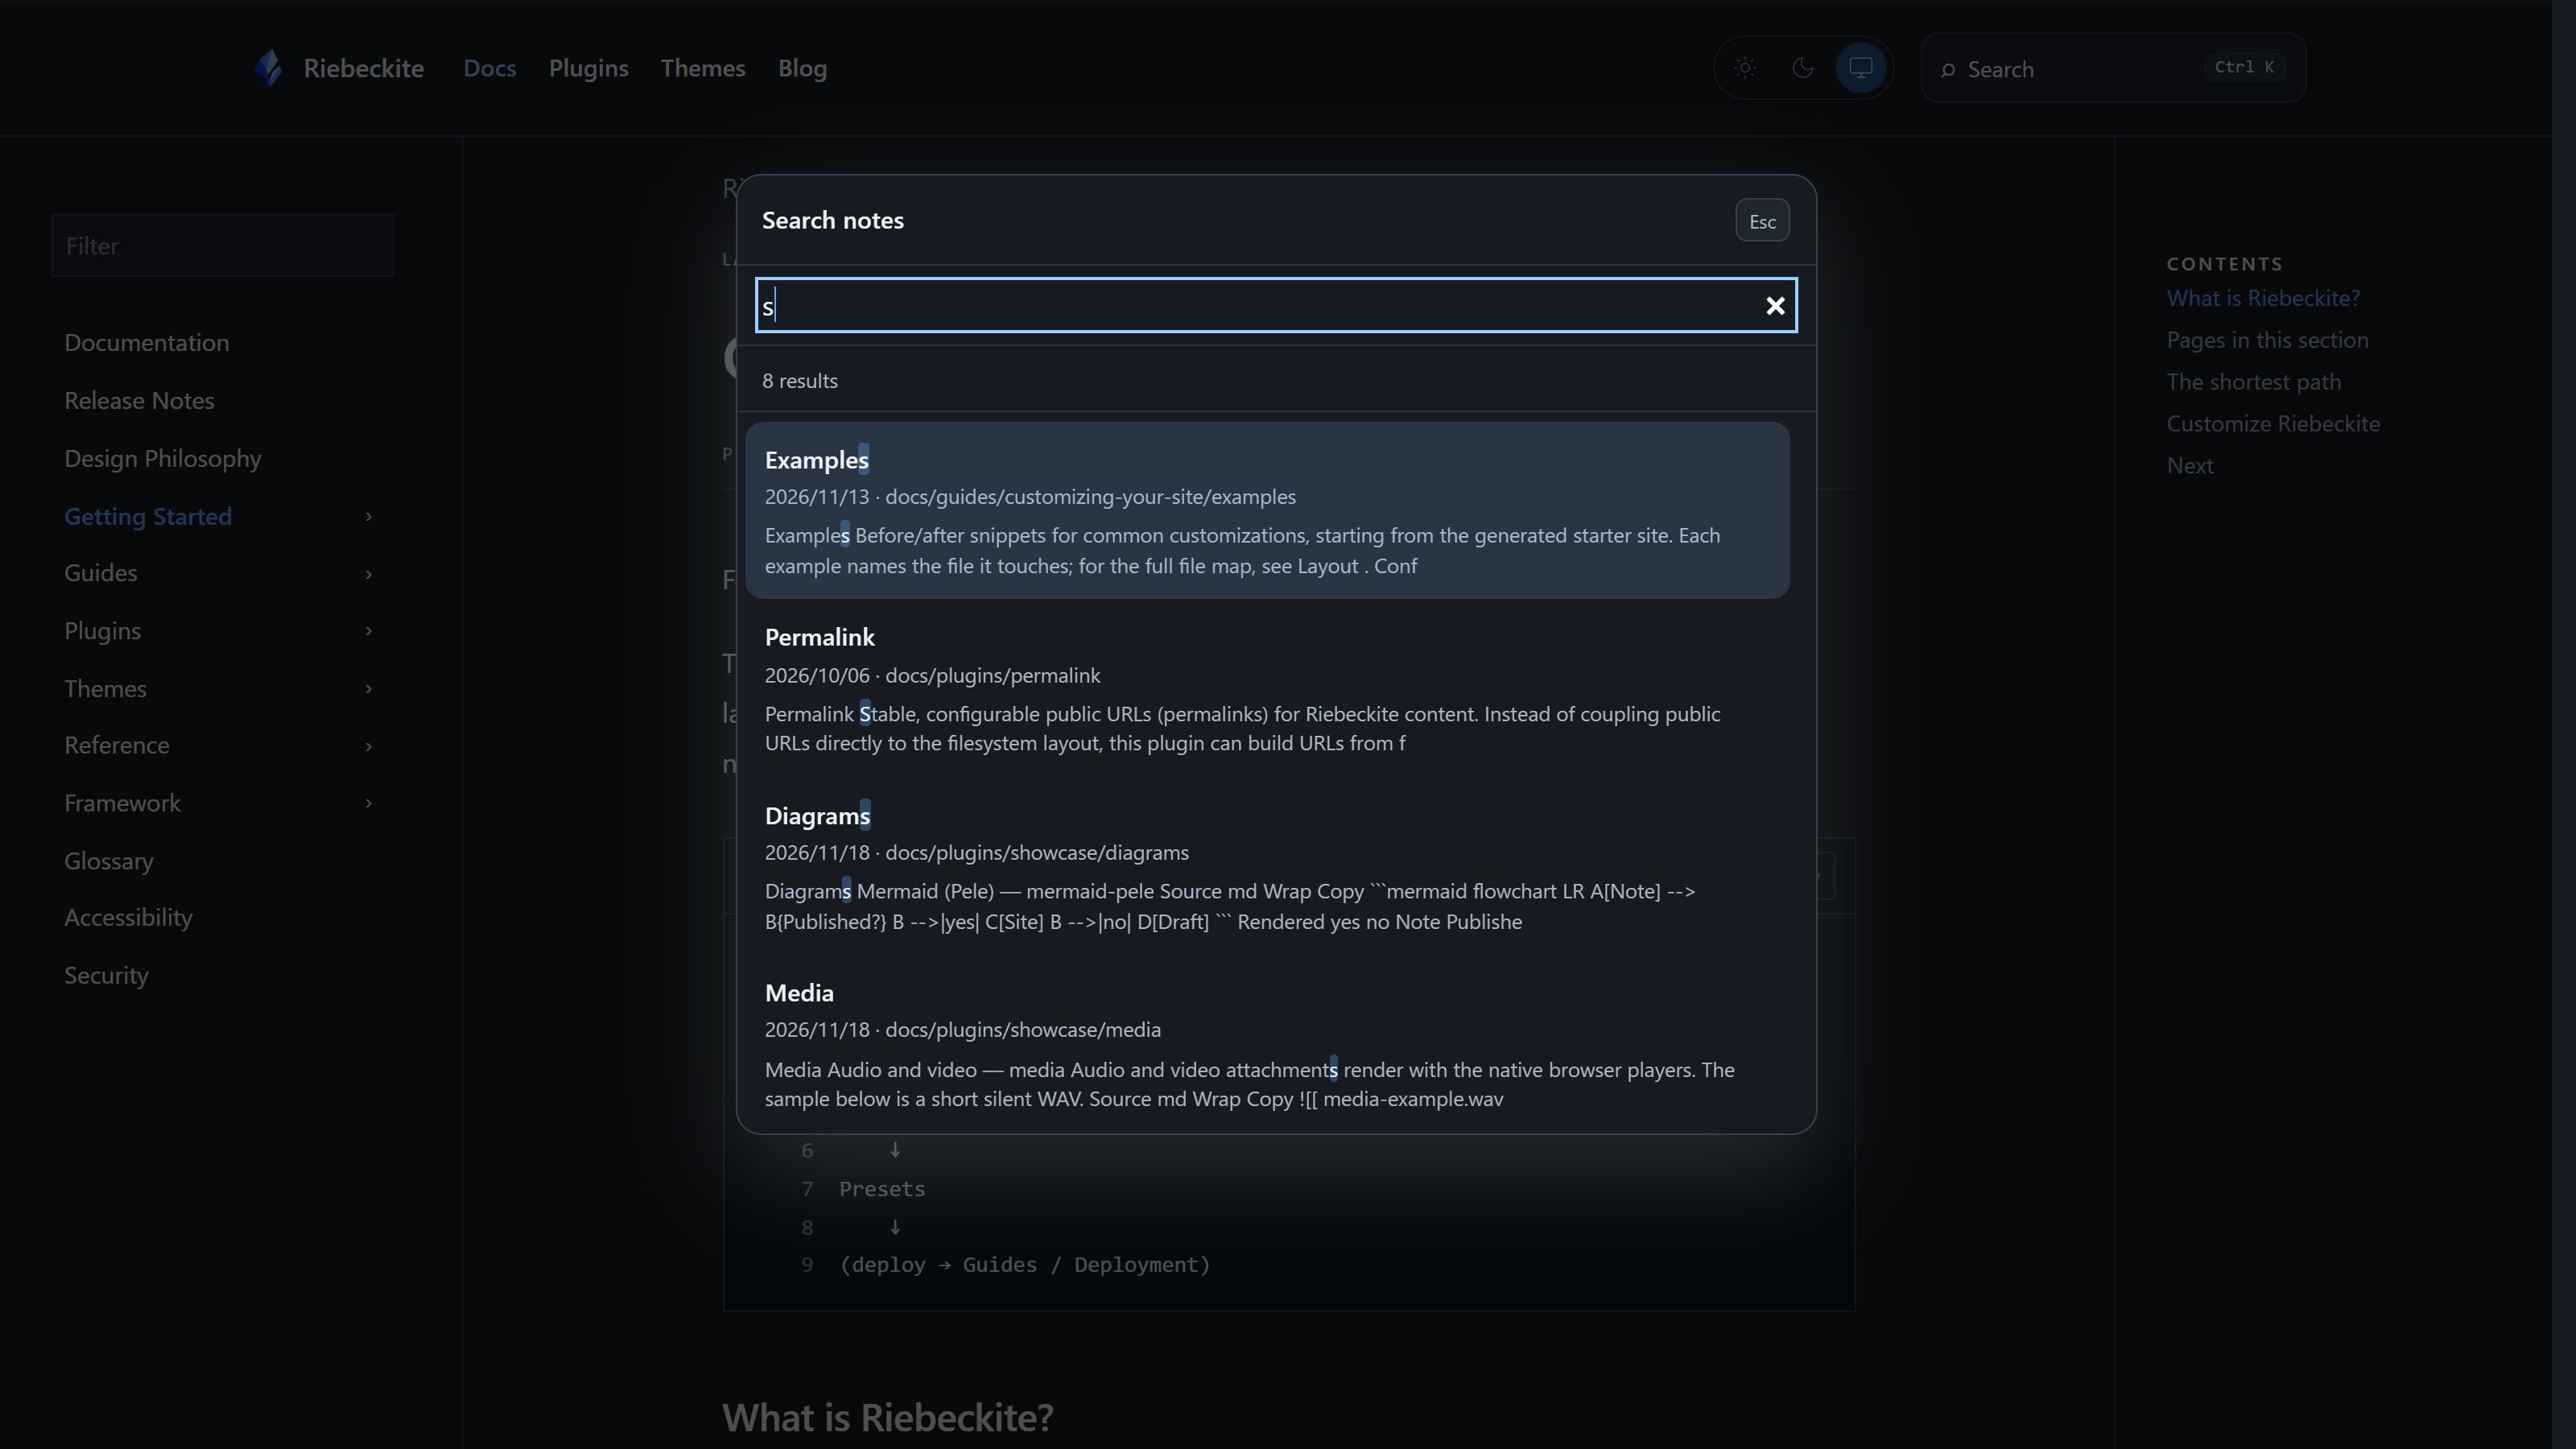 Riebeckite Docs Plugins Themes Blog
Search Ctrl K
Filter
Documentation
Release Notes
Design Philosophy
Getting Started
Guides
Plugins
Themes
Reference
Framework
Glossary
Accessibility
Security
Search notes Esc
s
8 results
Examples
2026/11/13 · docs/guides/customizing-your-site/examples
Examples Before/after snippets for common customizations, starting from the generated starter site. Each
example names the file it touches; for the full file map, see Layout . Conf
Permalink
2026/10/06 · docs/plugins/permalink
Permalink Stable, configurable public URLs (permalinks) for Riebeckite content. Instead of coupling public
URLs directly to the filesystem layout, this plugin can build URLs from f
Diagrams
2026/11/18 · docs/plugins/showcase/diagrams
Diagrams Mermaid (Pele) — mermaid-pele Source md Wrap Copy ```mermaid flowchart LR A[Note] -->
B{Published?} B -->|yes| C[Site] B -->|no| D[Draft] ``` Rendered yes no Note Publishe
Media
2026/11/18 · docs/plugins/showcase/media
Media Audio and video — media Audio and video attachments render with the native browser players. The
sample below is a short silent WAV. Source md Wrap Copy ![[ media-example.wav
6 ↓
7 Presets
8 ↓
9 (deploy → Guides / Deployment)
What is Riebeckite?
CONTENTS
What is Riebeckite?
Pages in this section
The shortest path
Customize Riebeckite
Next